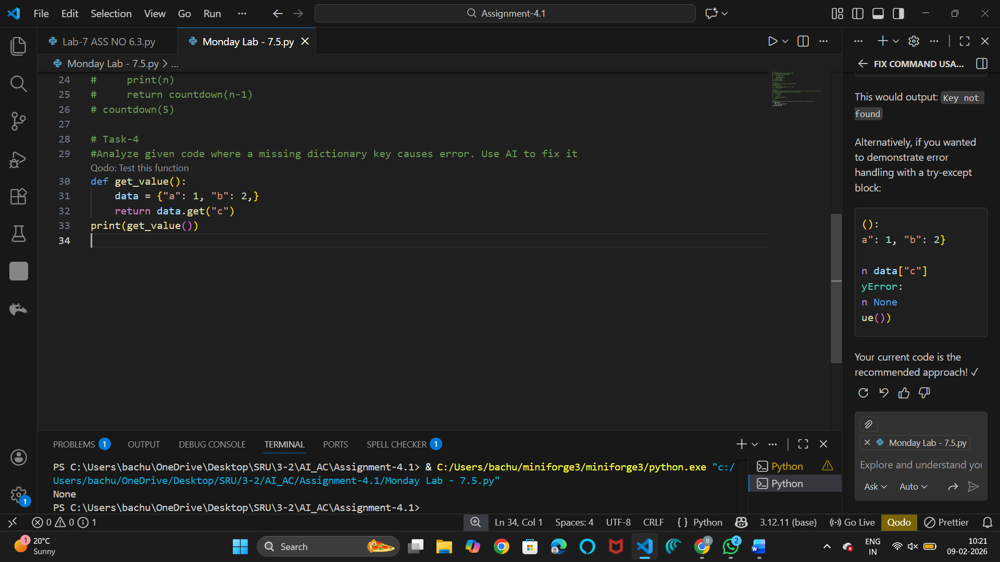 File Edit Selection View Go Run ···
Assignment-4.1
Lab-7 ASS NO 6.3.py
Monday Lab - 7.5.py
Monday Lab - 7.5.py > ...
24 #     print(n)
25 #     return countdown(n-1)
26 # countdown(5)
27
28 # Task-4
29 #Analyze given code where a missing dictionary key causes error. Use AI to fix it
Qodo: Test this function
30 def get_value():
31     data = {"a": 1, "b": 2,}
32     return data.get("c")
33 print(get_value())
34
FIX COMMAND USA...
This would output: Key not
found
Alternatively, if you wanted
to demonstrate error
handling with a try-except
block:
():
a": 1, "b": 2}
n data["c"]
yError:
n None
ue())
Your current code is the
recommended approach! ✓
Monday Lab - 7.5.py
Explore and understand you
Ask Auto
PROBLEMS 1 OUTPUT DEBUG CONSOLE TERMINAL PORTS SPELL CHECKER 1
PS C:\Users\bachu\OneDrive\Desktop\SRU\3-2\AI_AC\Assignment-4.1> & C:/Users/bachu/miniforge3/miniforge3/python.exe "c:/
Users/bachu/OneDrive/Desktop/SRU/3-2/AI_AC/Assignment-4.1/Monday Lab - 7.5.py"
None
PS C:\Users\bachu\OneDrive\Desktop\SRU\3-2\AI_AC\Assignment-4.1>
Python
Python
1
0 0 1 Ln 34, Col 1 Spaces: 4 UTF-8 CRLF {} Python 3.12.11 (base) Go Live Qodo Prettier
1 20°C
Sunny
Search
B
2
W
ENG
IN
10:21
09-02-2026